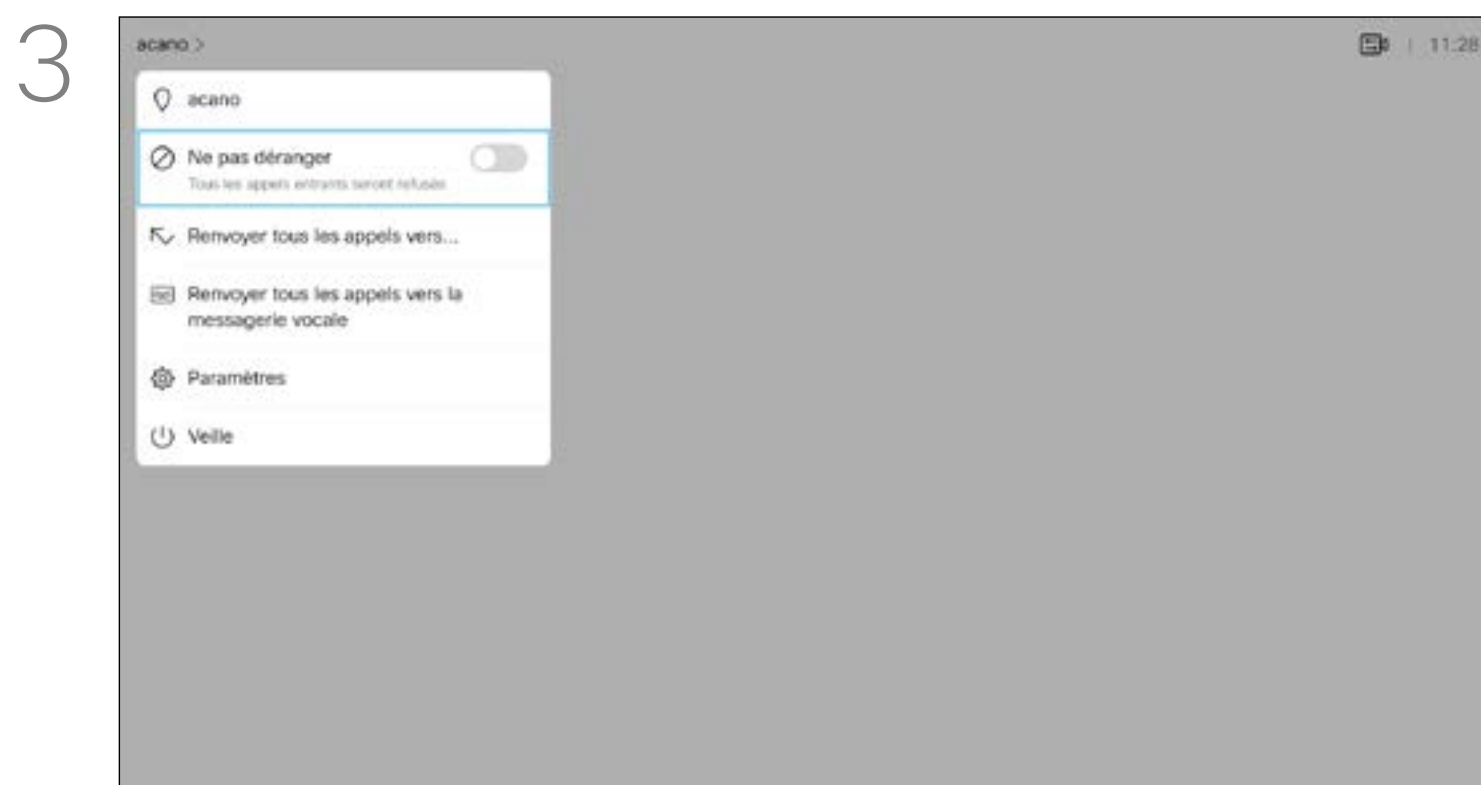 3
acano >
11:28
acano
Ne pas déranger
Tous les appels entrants seront refusés
Renvoyer tous les appels vers...
Renvoyer tous les appels vers la
messagerie vocale
Paramètres
Veille